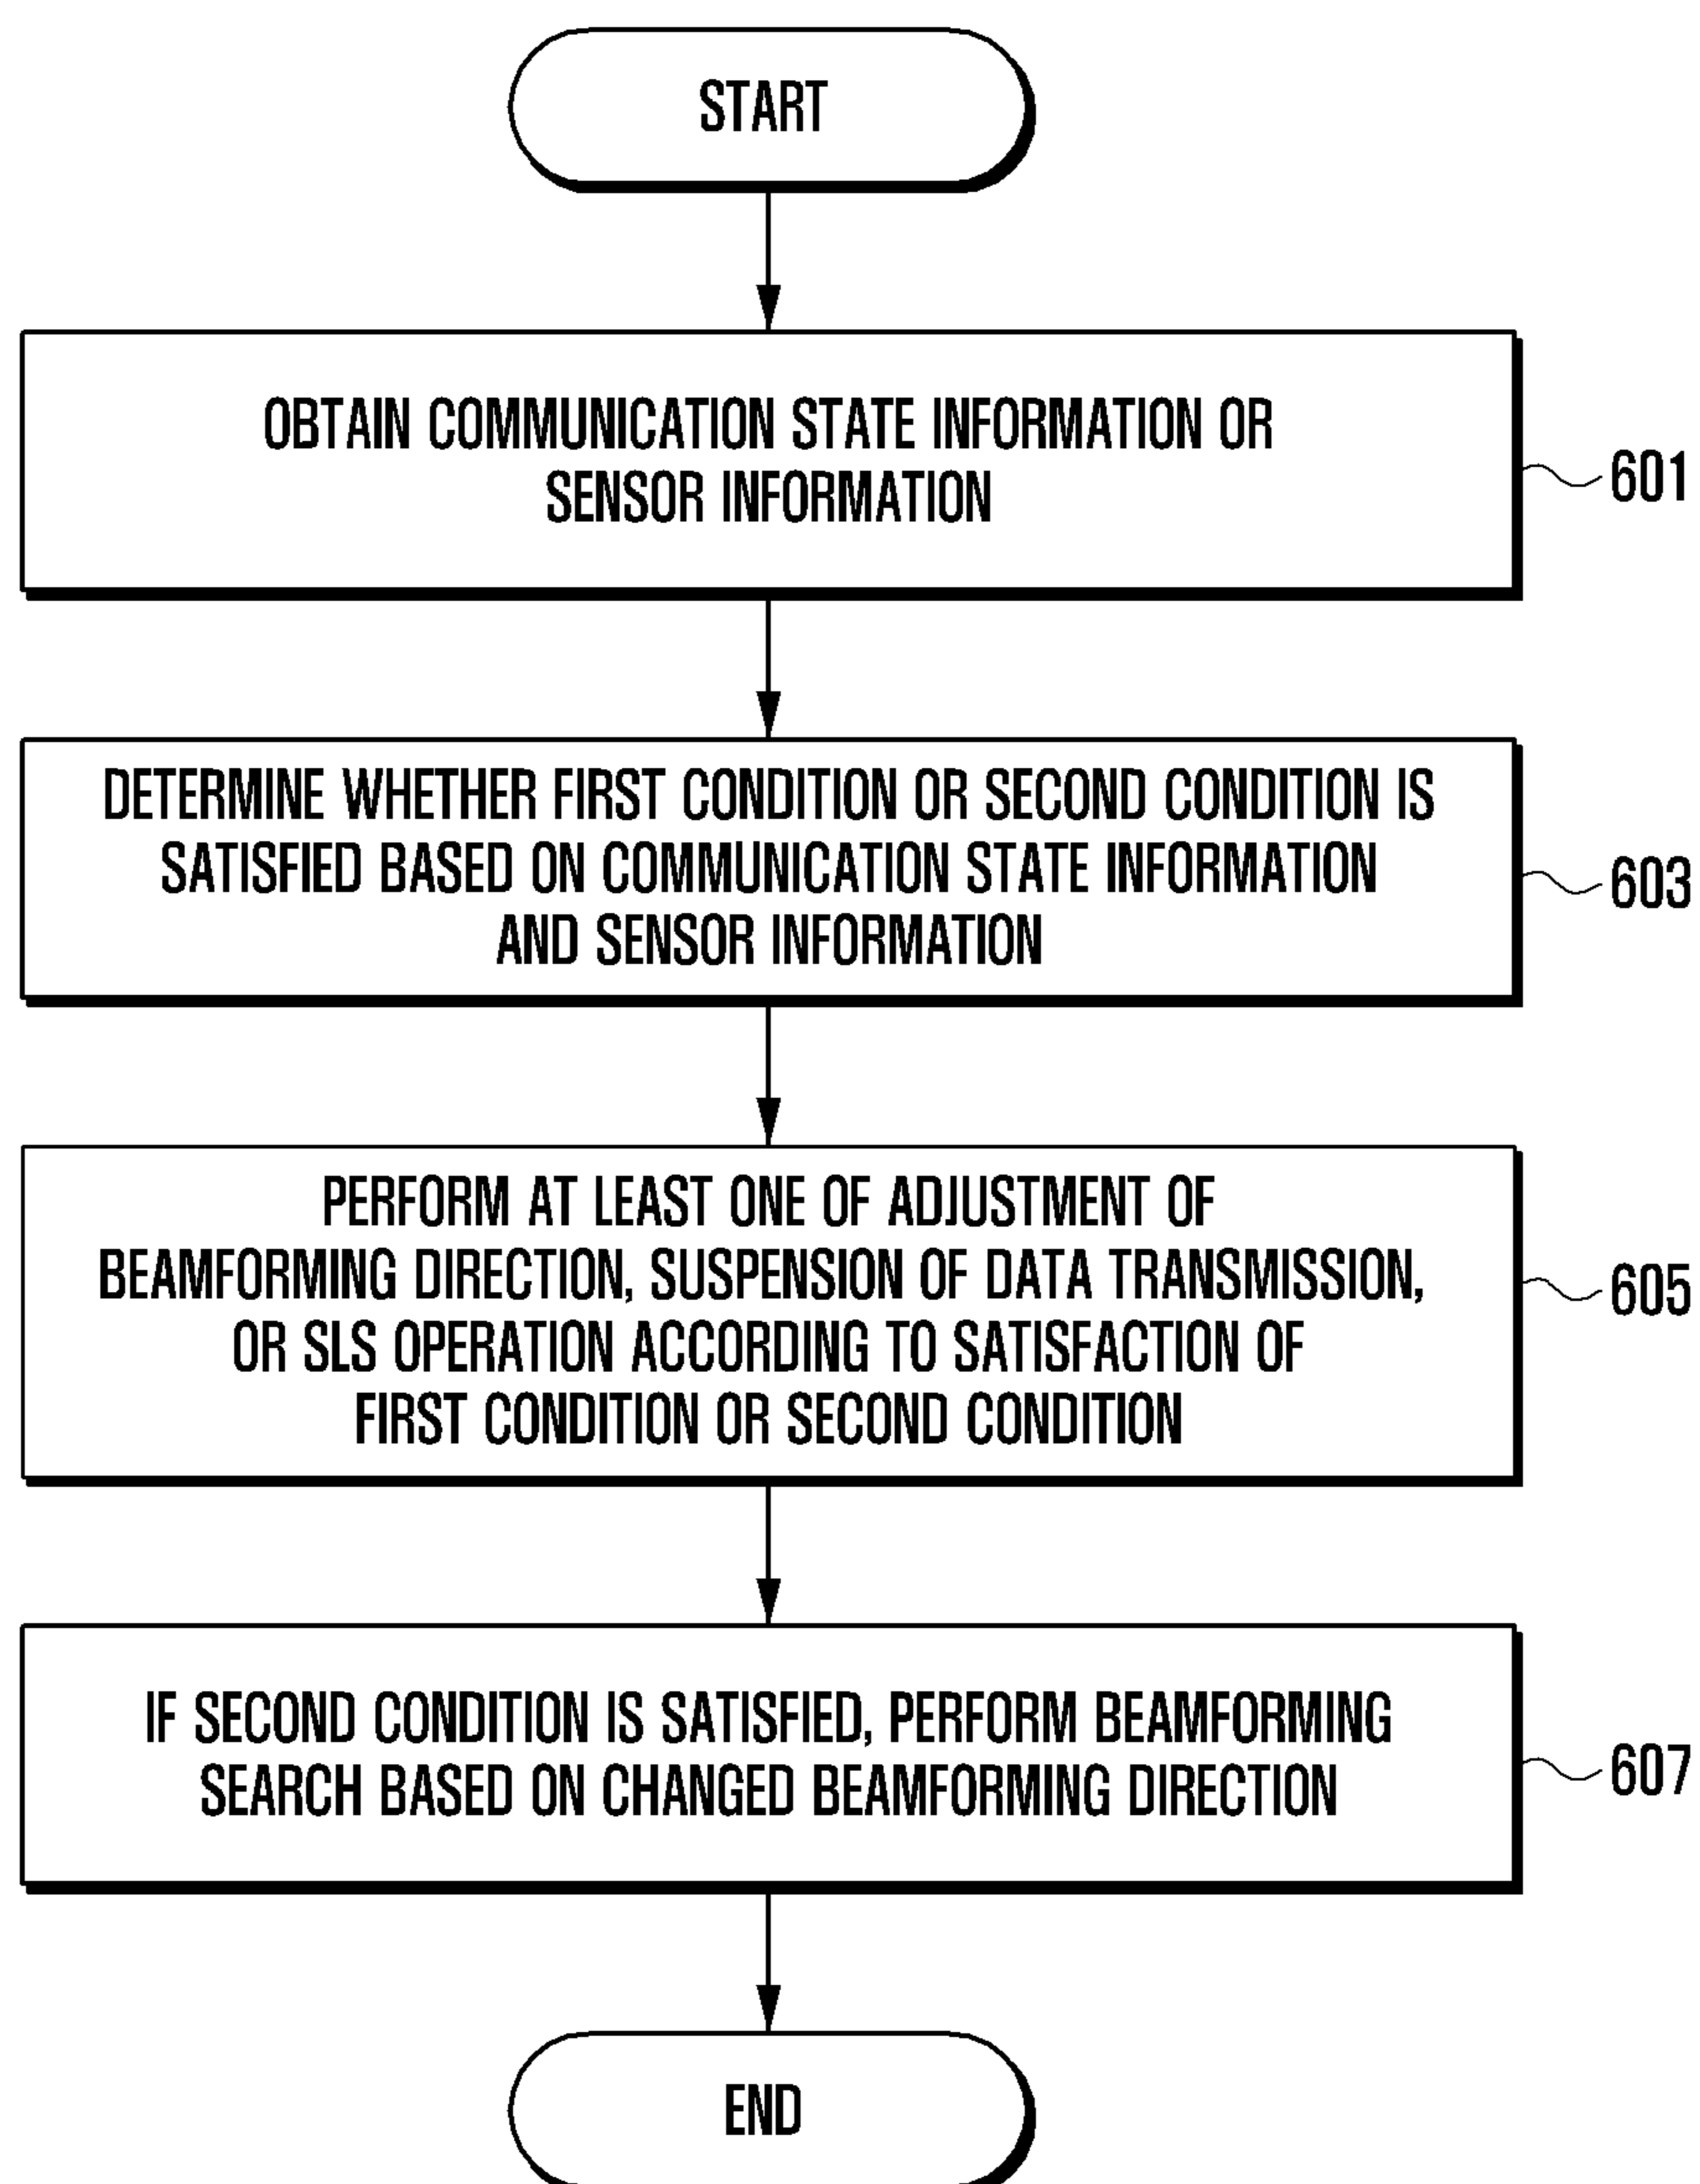 START
OBTAIN COMMUNICATION STATE INFORMATION OR
SENSOR INFORMATION
601
DETERMINE WHETHER FIRST CONDITION OR SECOND CONDITION IS
SATISFIED BASED ON COMMUNICATION STATE INFORMATION
AND SENSOR INFORMATION
603
PERFORM AT LEAST ONE OF ADJUSTMENT OF
BEAMFORMING DIRECTION, SUSPENSION OF DATA TRANSMISSION,
OR SLS OPERATION ACCORDING TO SATISFACTION OF
FIRST CONDITION OR SECOND CONDITION
605
IF SECOND CONDITION IS SATISFIED, PERFORM BEAMFORMING
SEARCH BASED ON CHANGED BEAMFORMING DIRECTION
607
END